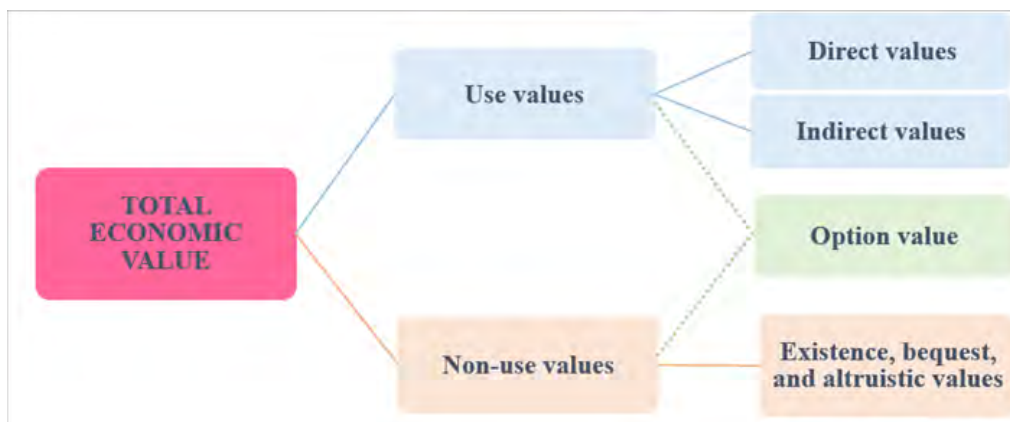 TOTAL
ECONOMIC
VALUE
Use values
Non-use values
Direct values
Indirect values
Option value
Existence, bequest,
and altruistic values